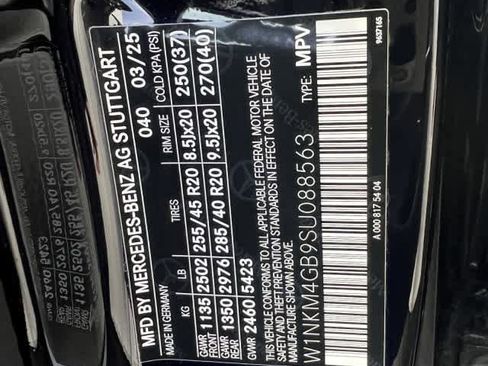 MFD BY MERCEDES-BENZ AG STUTTGART
040 03/25
KG LB TIRES RIM SIZE COLD KPA (PSI)
GAWR FRONT 1135 2502 255/45 R20 8.5Jx20 250(37)
GAWR REAR 1350 2976 285/40 R20 9.5Jx20 270(40)
GVWR 2460 5423
THIS VEHICLE CONFORMS TO ALL APPLICABLE FEDERAL MOTOR VEHICLE
SAFETY, BUMPER, AND THEFT PREVENTION STANDARDS IN EFFECT ON THE DATE OF
MANUFACTURE SHOWN ABOVE.
W1NKM4GB9SU088563 TYPE: MPV
A 000 817 54 04 9637165